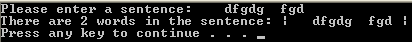 Please enter a sentence:    dfgdg  fgd
There are 2 words in the sentence: ¦   dfgdg  fgd ¦
Press any key to continue . . . _